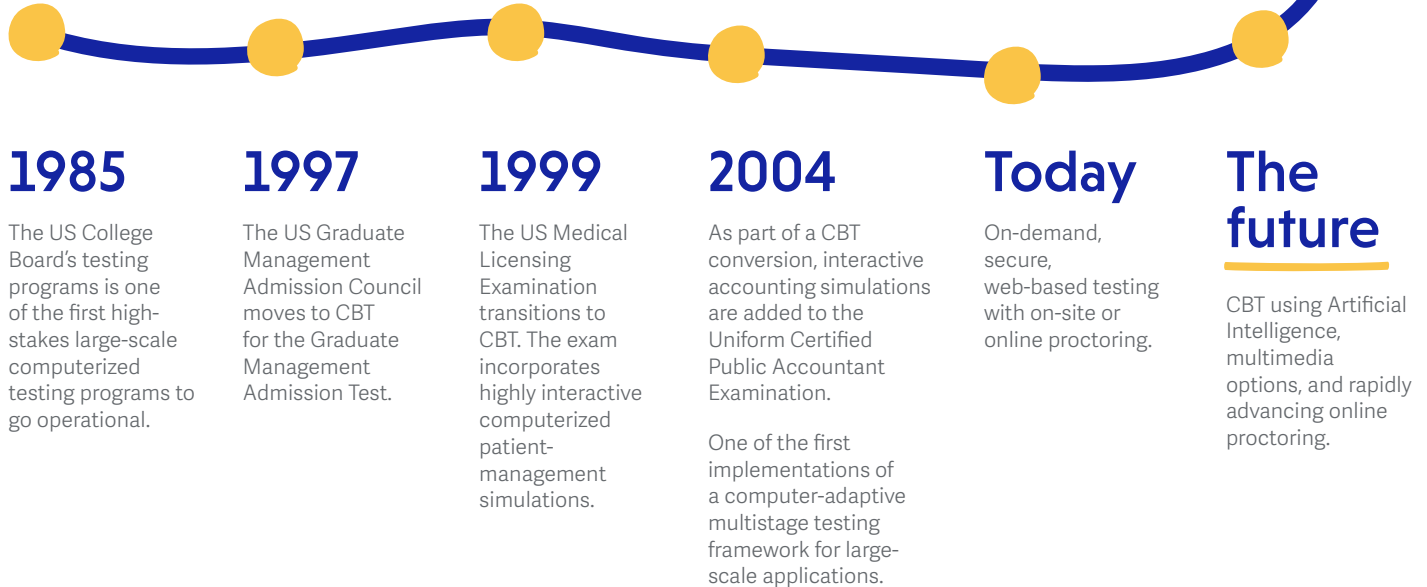 1985
The US College
Board's testing
programs is one
of the first high-
stakes large-scale
computerized
testing programs to
go operational.
1997
The US Graduate
Management
Admission Council
moves to CBT
for the Graduate
Management
Admission Test.
1999
The US Medical
Licensing
Examination
transitions to
CBT. The exam
incorporates
highly interactive
computerized
patient-
management
simulations.
2004
As part of a CBT
conversion, interactive
accounting simulations
are added to the
Uniform Certified
Public Accountant
Examination.
One of the first
implementations of
a computer-adaptive
multistage testing
framework for large-
scale applications.
Today
On-demand,
secure,
web-based testing
with on-site or
online proctoring.
The
future
CBT using Artificial
Intelligence,
multimedia
options, and rapidly
advancing online
proctoring.